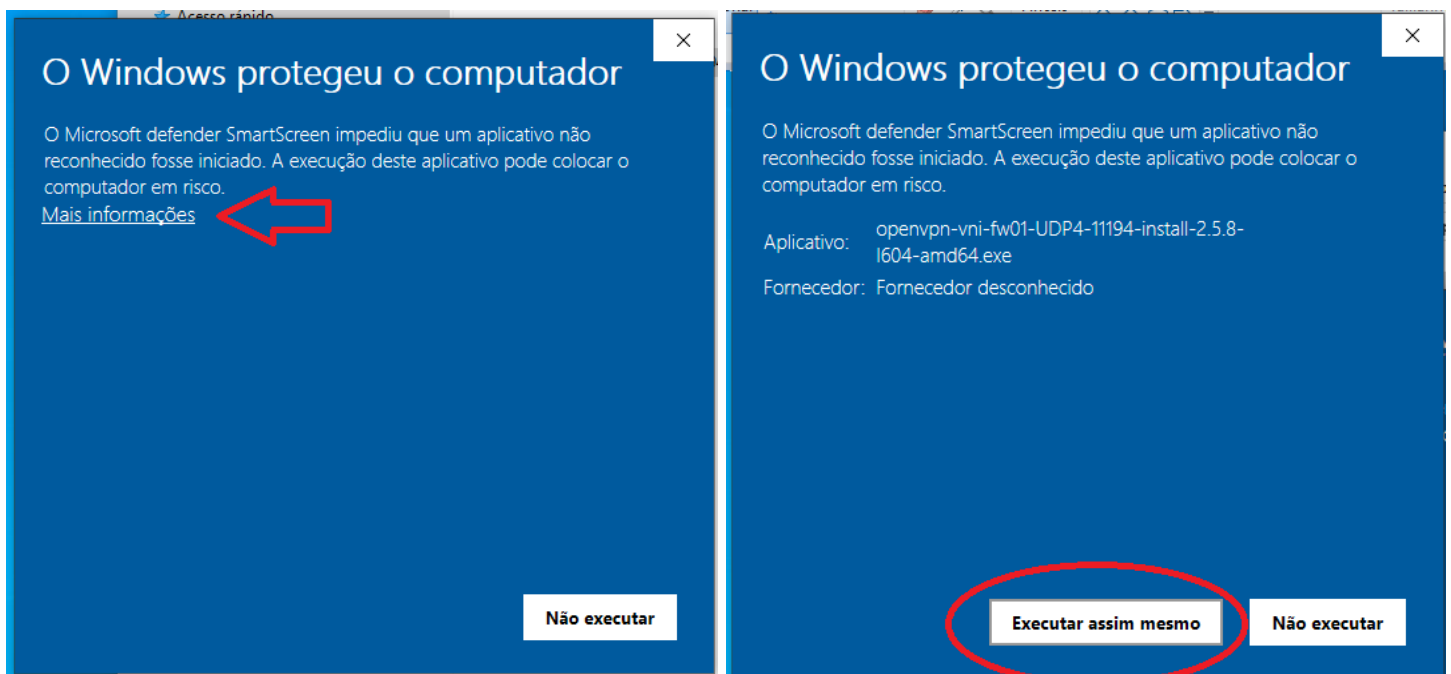 Acesso rápido
O Windows protegeu o computador
O Microsoft defender SmartScreen impediu que um aplicativo não
reconhecido fosse iniciado. A execução deste aplicativo pode colocar o
computador em risco.
Mais informações
Não executar
O Windows protegeu o computador
O Microsoft defender SmartScreen impediu que um aplicativo não
reconhecido fosse iniciado. A execução deste aplicativo pode colocar o
computador em risco.
Aplicativo: openvpn-vni-fw01-UDP4-11194-install-2.5.8-
I604-amd64.exe
Fornecedor: Fornecedor desconhecido
Executar assim mesmo
Não executar